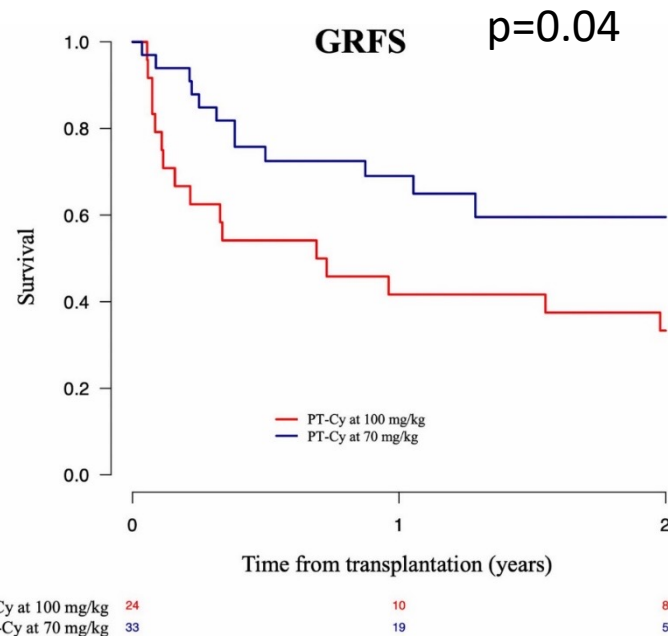 GRFS
p=0.04
1.0
0.8
0.6
0.4
0.2
0.0
Survival
PT-Cy at 100 mg/kg
PT-Cy at 70 mg/kg
0 1 2
Time from transplantation (years)
Cy at 100 mg/kg 24 10 8
-Cy at 70 mg/kg 33 19 5